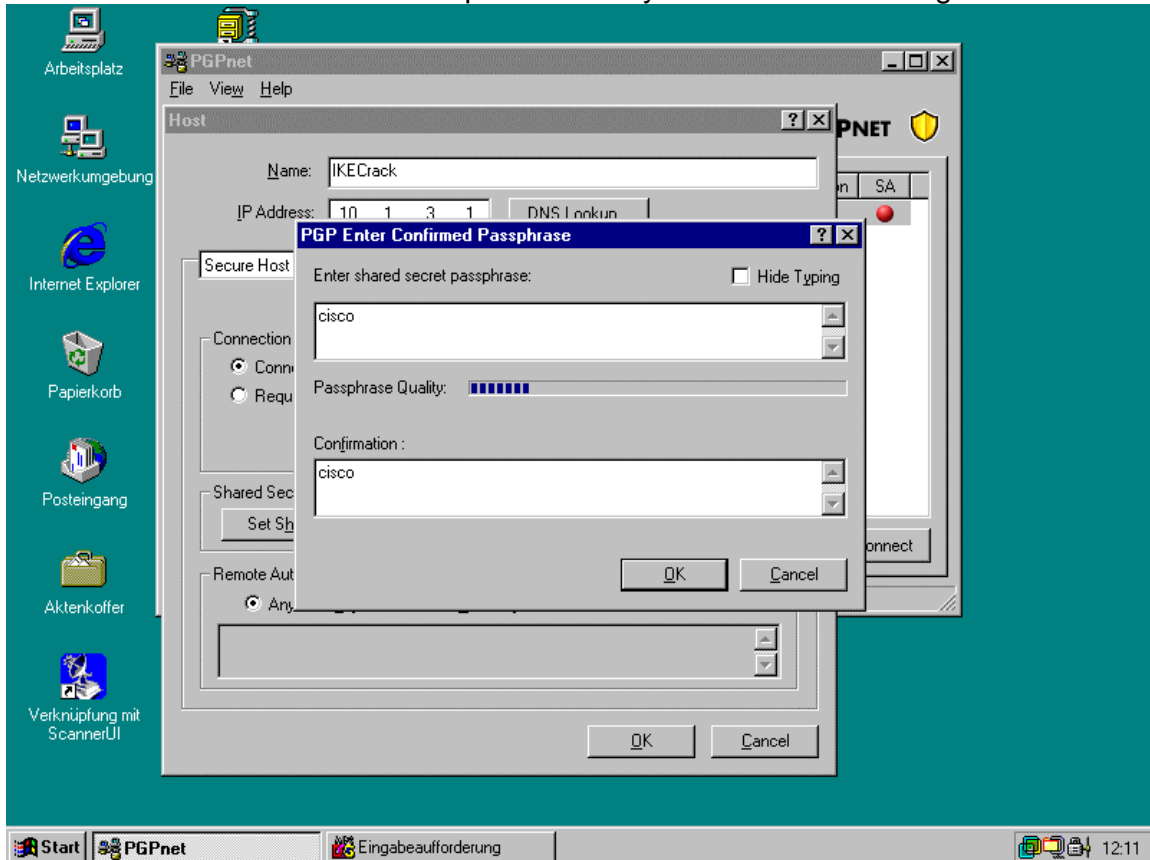 Arbeitsplatz
Netzwerkumgebung
Internet Explorer
Papierkorb
Posteingang
Aktenkoffer
Verknüpfung mit
ScannerUI
PGPnet
File View Help
PNET
SA
onnect
Host
Name: IKECrack
IP Address: 10 1 3 1 DNS Lookup
Secure Host
Connection
Conn
Requ
Shared Sec
Set Sh
Remote Aut
Any
OK Cancel
PGP Enter Confirmed Passphrase
Enter shared secret passphrase: Hide Typing
cisco
Passphrase Quality:
Confirmation :
cisco
OK Cancel
Start PGPnet Eingabeaufforderung 12:11